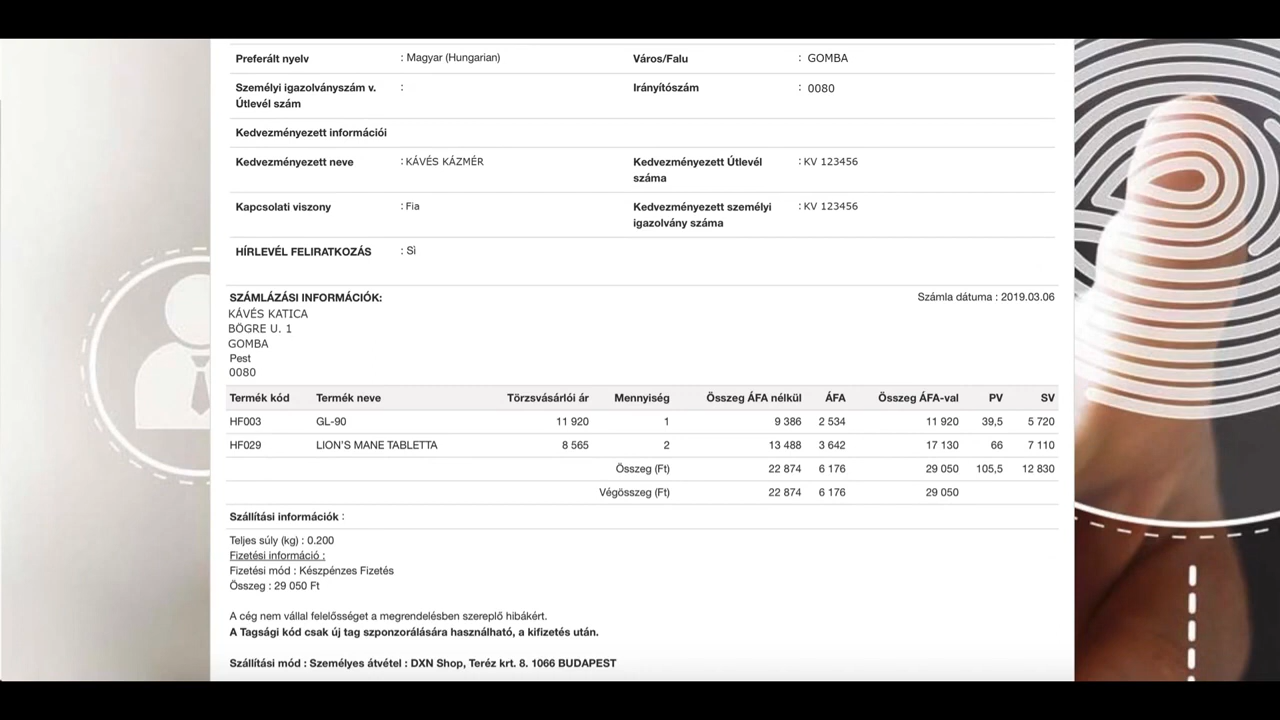 Preferált nyelv : Magyar (Hungarian) Város/Falu : GOMBA
Személyi igazolványszám v. Útlevél szám : Irányítószám : 0080
Kedvezményezett információi
Kedvezményezett neve : KÁVÉS KÁZMÉR Kedvezményezett Útlevél száma : KV 123456
Kapcsolati viszony : Fia Kedvezményezett személyi igazolvány száma : KV 123456
HÍRLEVÉL FELIRATKOZÁS : Sì
SZÁMLÁZÁSI INFORMÁCIÓK: Számla dátuma : 2019.03.06
KÁVÉS KATICA
BÖGRE U. 1
GOMBA
Pest
0080
Termék kód Termék neve Törzsvásárlói ár Mennyiség Összeg ÁFA nélkül ÁFA Összeg ÁFA-val PV SV
HF003 GL-90 11 920 1 9 386 2 534 11 920 39,5 5 720
HF029 LION'S MANE TABLETTA 8 565 2 13 488 3 642 17 130 66 7 110
Összeg (Ft) 22 874 6 176 29 050 105,5 12 830
Végösszeg (Ft) 22 874 6 176 29 050
Szállítási információk :
Teljes súly (kg) : 0.200
Fizetési információ :
Fizetési mód : Készpénzes Fizetés
Összeg : 29 050 Ft
A cég nem vállal felelősséget a megrendelésben szereplő hibákért.
A Tagsági kód csak új tag szponzorálására használható, a kifizetés után.
Szállítási mód : Személyes átvétel : DXN Shop, Teréz krt. 8. 1066 BUDAPEST